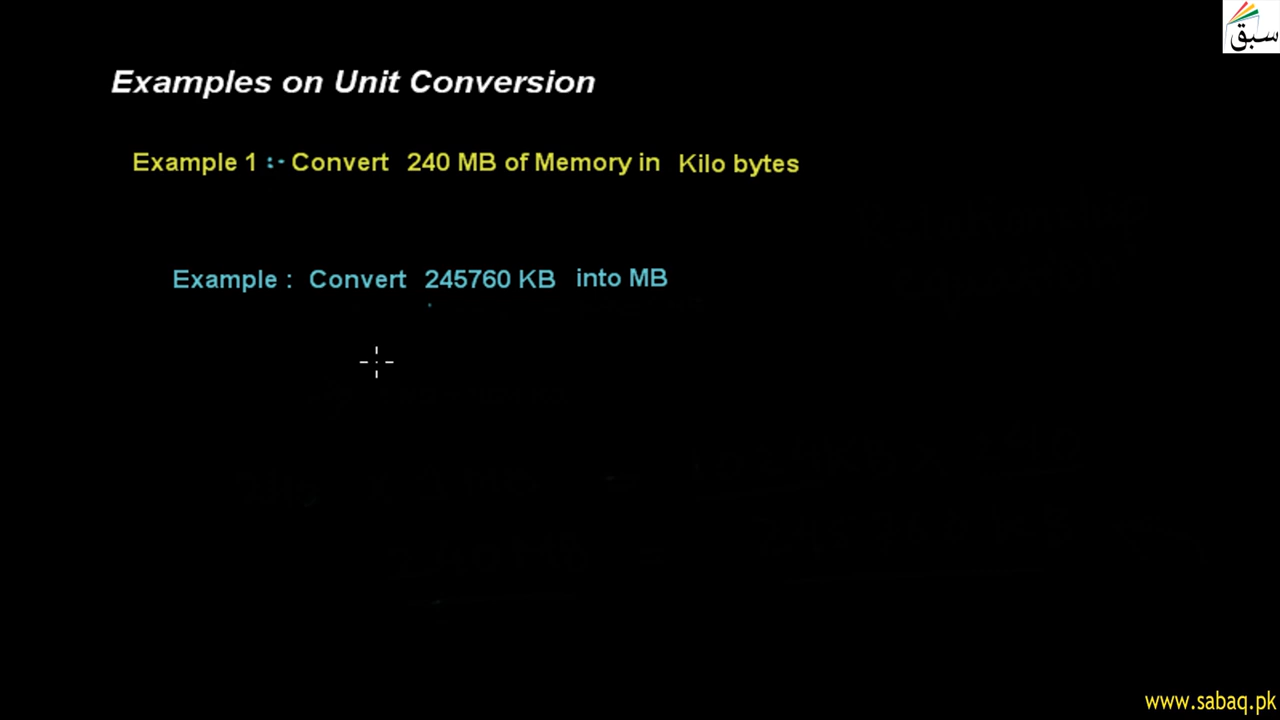 سبق
Examples on Unit Conversion
Example 1 :- Convert 240 MB of Memory in Kilo bytes
Example : Convert 245760 KB into MB
www.sabaq.pk